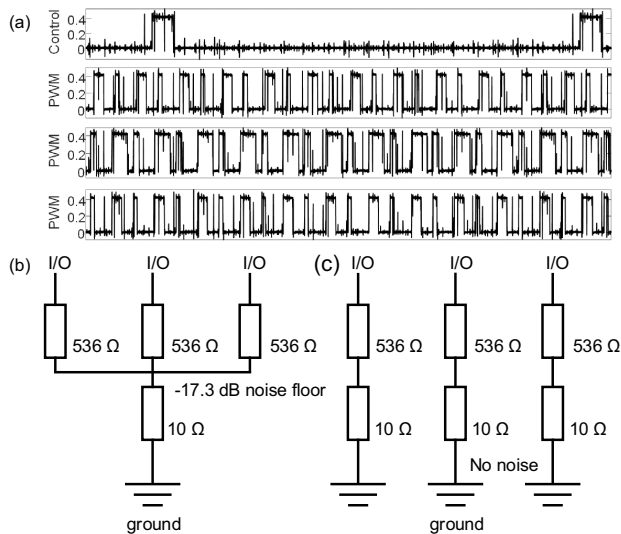 (a)
Control
0.4
0.2
0
PWM
0.4
0.2
0
PWM
0.4
0.2
0
PWM
0.4
0.2
0
(b)
I/O I/O I/O
536 Ω 536 Ω 536 Ω
-17.3 dB noise floor
10 Ω
ground
(c)
I/O I/O I/O
536 Ω 536 Ω 536 Ω
10 Ω 10 Ω 10 Ω
No noise
ground